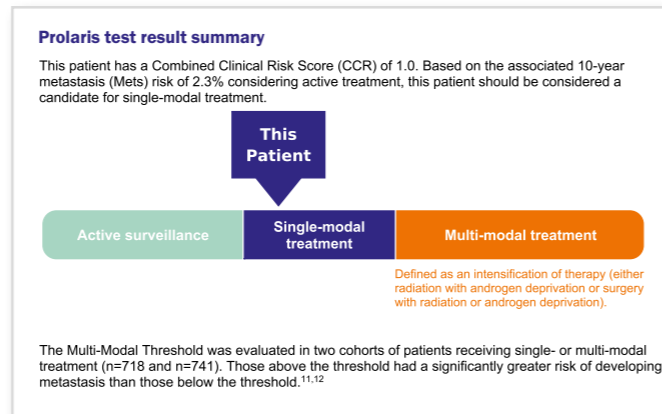 Prolaris test result summary
This patient has a Combined Clinical Risk Score (CCR) of 1.0. Based on the associated 10-year
metastasis (Mets) risk of 2.3% considering active treatment, this patient should be considered a
candidate for single-modal treatment.
This
Patient
Active surveillance
Single-modal
treatment
Multi-modal treatment
Defined as an intensification of therapy (either
radiation with androgen deprivation or surgery
with radiation or androgen deprivation).
The Multi-Modal Threshold was evaluated in two cohorts of patients receiving single- or multi-modal
treatment (n=718 and n=741). Those above the threshold had a significantly greater risk of developing
metastasis than those below the threshold.11,12